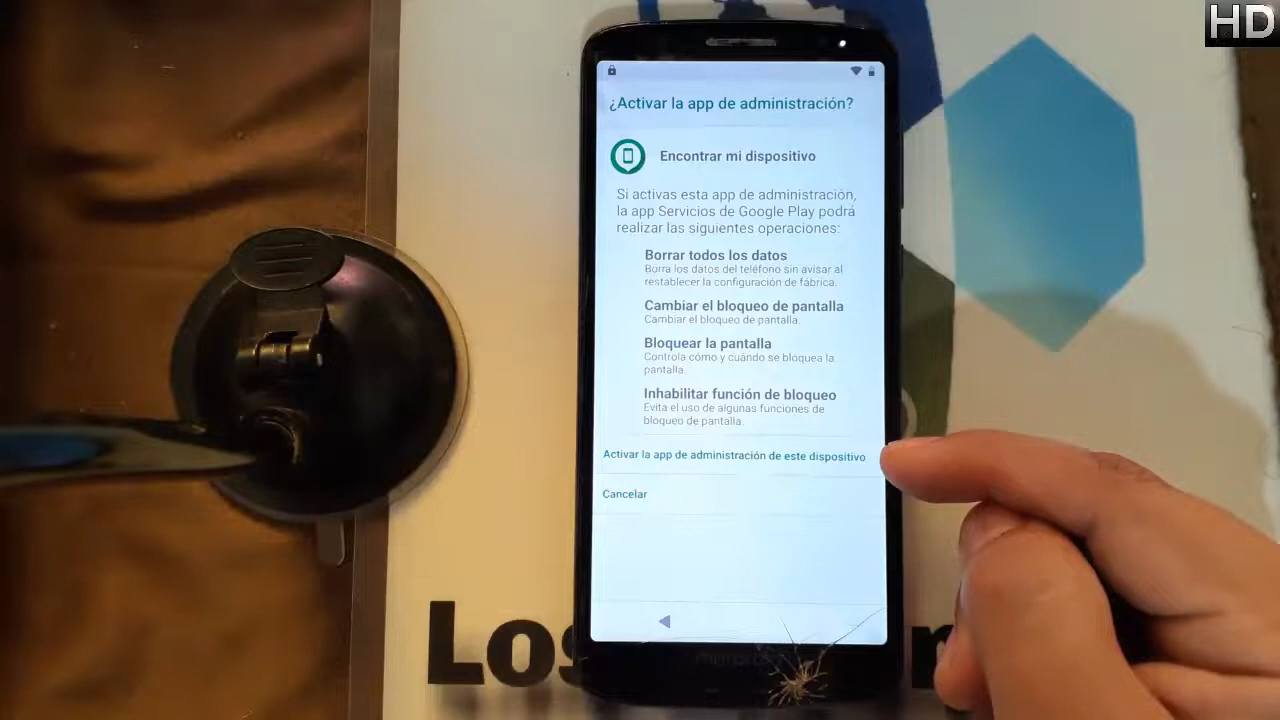 HD
¿Activar la app de administración?
Encontrar mi dispositivo
Si activas esta app de administración,
la app Servicios de Google Play podrá
realizar las siguientes operaciones:
Borrar todos los datos
Borra los datos del teléfono sin avisar al
restablecer la configuración de fábrica.
Cambiar el bloqueo de pantalla
Cambiar el bloqueo de pantalla.
Bloquear la pantalla
Controla cómo y cuándo se bloquea la
pantalla.
Inhabilitar función de bloqueo
Evita el uso de algunas funciones de
bloqueo de pantalla.
Activar la app de administración de este dispositivo
Cancelar
Los